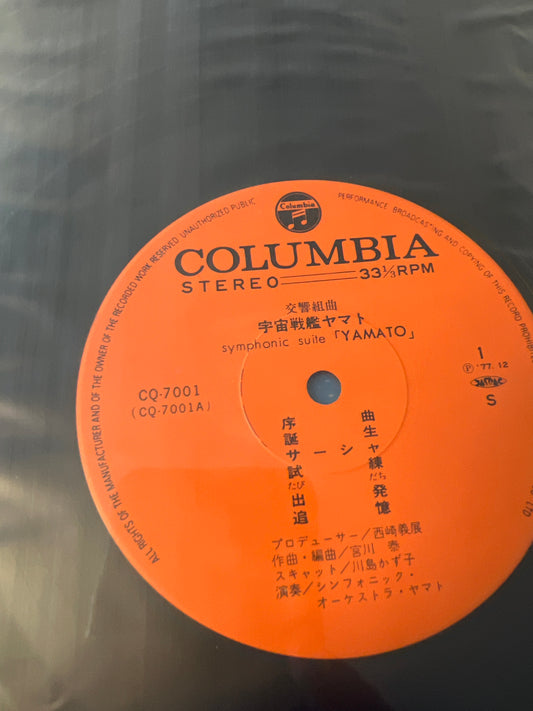 Columbia
COLUMBIA
STEREO 33⅓RPM
交響組曲
宇宙戦艦ヤマト
symphonic suite「YAMATO」
CQ-7001
(CQ-7001A)
1
Ⓟ '77. 12
S
序曲
誕生
サーシャ
試練
出発 たびだち
追憶
プロデューサー/西崎義展
作曲・編曲/宮川 泰
スキャット/川島かず子
演奏/シンフォニック・
オーケストラ・ヤマト
ALL RIGHTS OF THE MANUFACTURER AND OF THE OWNER OF THE RECORDED WORK RESERVED UNAUTHORIZED PUBLIC PERFORMANCE BROADCASTING AND COPYING OF THIS RECORD PROHIB